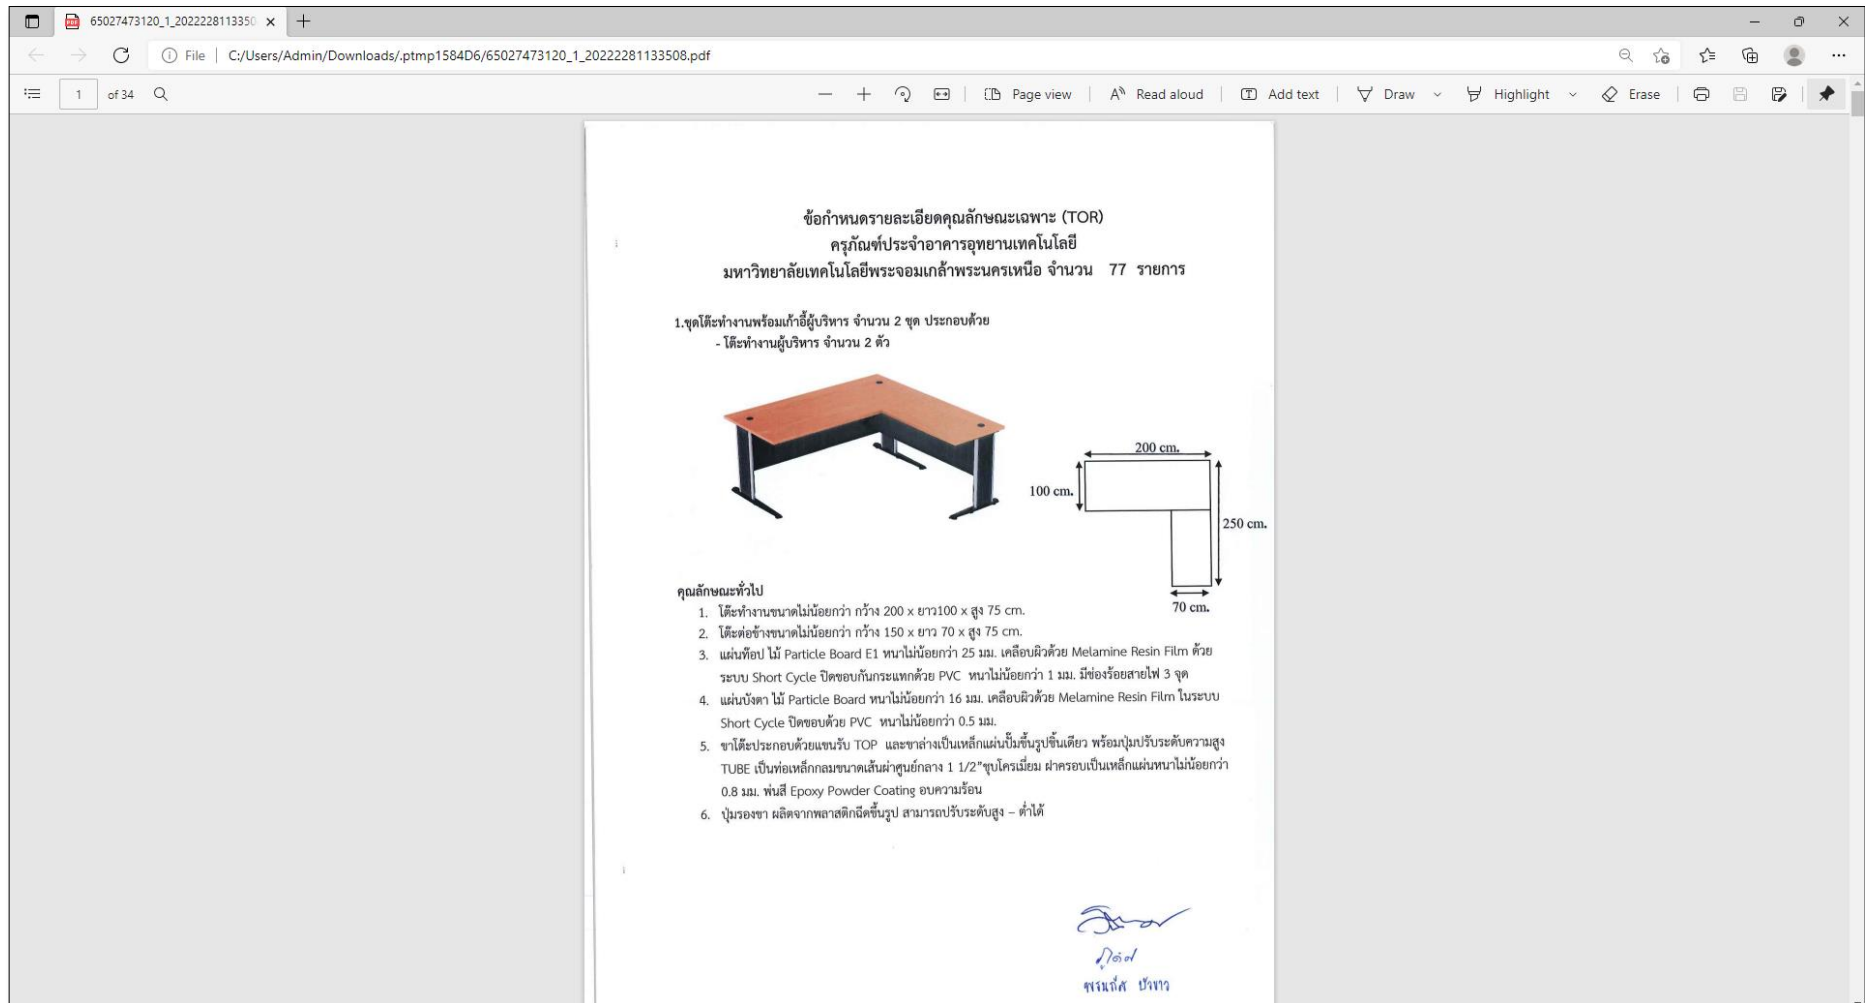 65027473120_1_20222281133508
File | C:/Users/Admin/Downloads/.ptmp1584D6/65027473120_1_20222281133508.pdf
1 of 34 Page view Read aloud Add text Draw Highlight Erase
ข้อกำหนดรายละเอียดคุณลักษณะเฉพาะ (TOR)
ครุภัณฑ์ประจำอาคารอุทยานเทคโนโลยี
มหาวิทยาลัยเทคโนโลยีพระจอมเกล้าพระนครเหนือ จำนวน 77 รายการ
1.ชุดโต๊ะทำงานพร้อมเก้าอี้ผู้บริหาร จำนวน 2 ชุด ประกอบด้วย
- โต๊ะทำงานผู้บริหาร จำนวน 2 ตัว
200 cm.
100 cm.
250 cm.
70 cm.
คุณลักษณะทั่วไป
1. โต๊ะทำงานขนาดไม่น้อยกว่า กว้าง 200 x ยาว100 x สูง 75 cm.
2. โต๊ะต่อข้างขนาดไม่น้อยกว่า กว้าง 150 x ยาว 70 x สูง 75 cm.
3. แผ่นท๊อป ไม้ Particle Board E1 หนาไม่น้อยกว่า 25 มม. เคลือบผิวด้วย Melamine Resin Film ด้วย
ระบบ Short Cycle ปิดขอบกันกระแทกด้วย PVC หนาไม่น้อยกว่า 1 มม. มีช่องร้อยสายไฟ 3 จุด
4. แผ่นบังตา ไม้ Particle Board หนาไม่น้อยกว่า 16 มม. เคลือบผิวด้วย Melamine Resin Film ในระบบ
Short Cycle ปิดขอบด้วย PVC หนาไม่น้อยกว่า 0.5 มม.
5. ขาโต๊ะประกอบด้วยแขนรับ TOP และขาล่างเป็นเหล็กแผ่นปั๊มขึ้นรูปชิ้นเดียว พร้อมปุ่มปรับระดับความสูง
TUBE เป็นท่อเหล็กกลมขนาดเส้นผ่าศูนย์กลาง 1 1/2"ชุบโครเมี่ยม ฝาครอบเป็นเหล็กแผ่นหนาไม่น้อยกว่า
0.8 มม. พ่นสี Epoxy Powder Coating อบความร้อน
6. ปุ่มรองขา ผลิตจากพลาสติกฉีดขึ้นรูป สามารถปรับระดับสูง – ต่ำได้